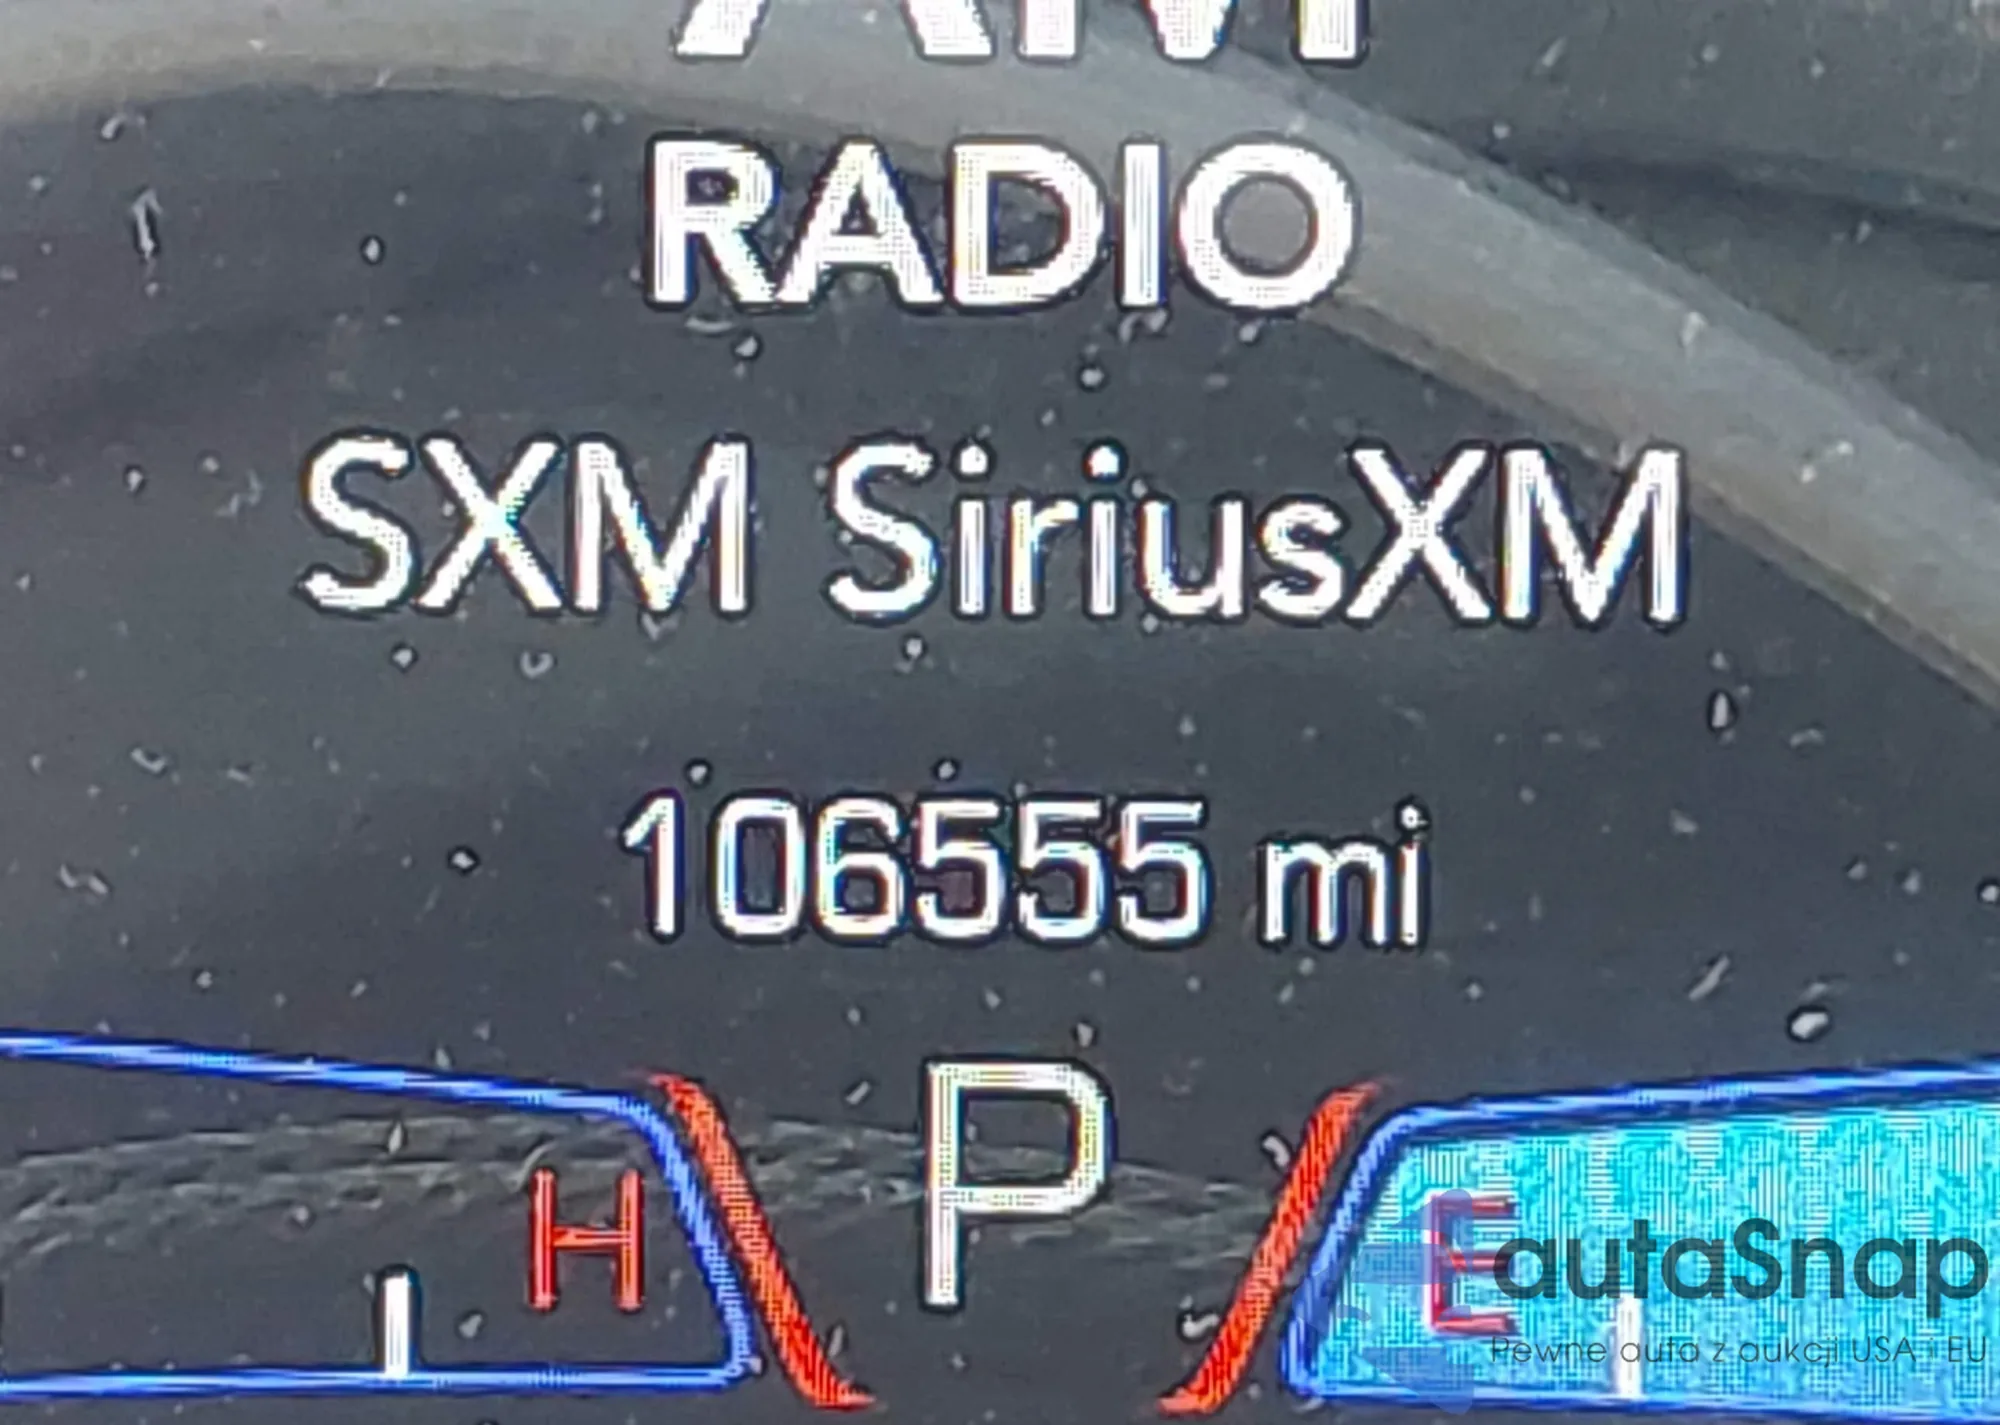 RADIO
SXM SiriusXM
106555 mi
P
H
E
autaSnap
Pewne auta z aukcji USA i EU